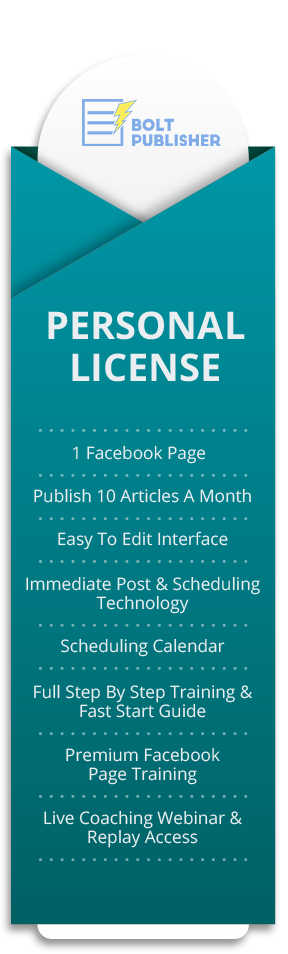 BOLT
PUBLISHER
PERSONAL
LICENSE
1 Facebook Page
Publish 10 Articles A Month
Easy To Edit Interface
Immediate Post & Scheduling
Technology
Scheduling Calendar
Full Step By Step Training &
Fast Start Guide
Premium Facebook
Page Training
Live Coaching Webinar &
Replay Access